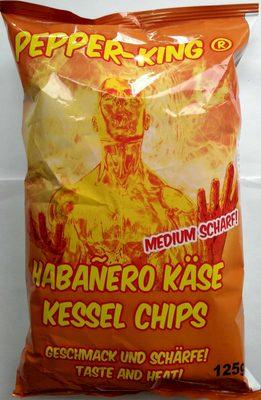 PEPPER-KING ®
MEDIUM SCHARF!
HABAÑERO KÄSE
KESSEL CHIPS
GESCHMACK UND SCHÄRFE!
TASTE AND HEAT!
125g